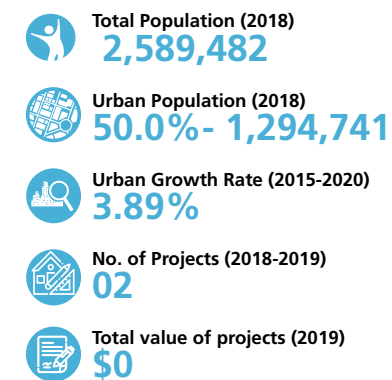 Total Population (2018)
2,589,482
Urban Population (2018)
50.0%- 1,294,741
Urban Growth Rate (2015-2020)
3.89%
No. of Projects (2018-2019)
02
Total value of projects (2019)
$0